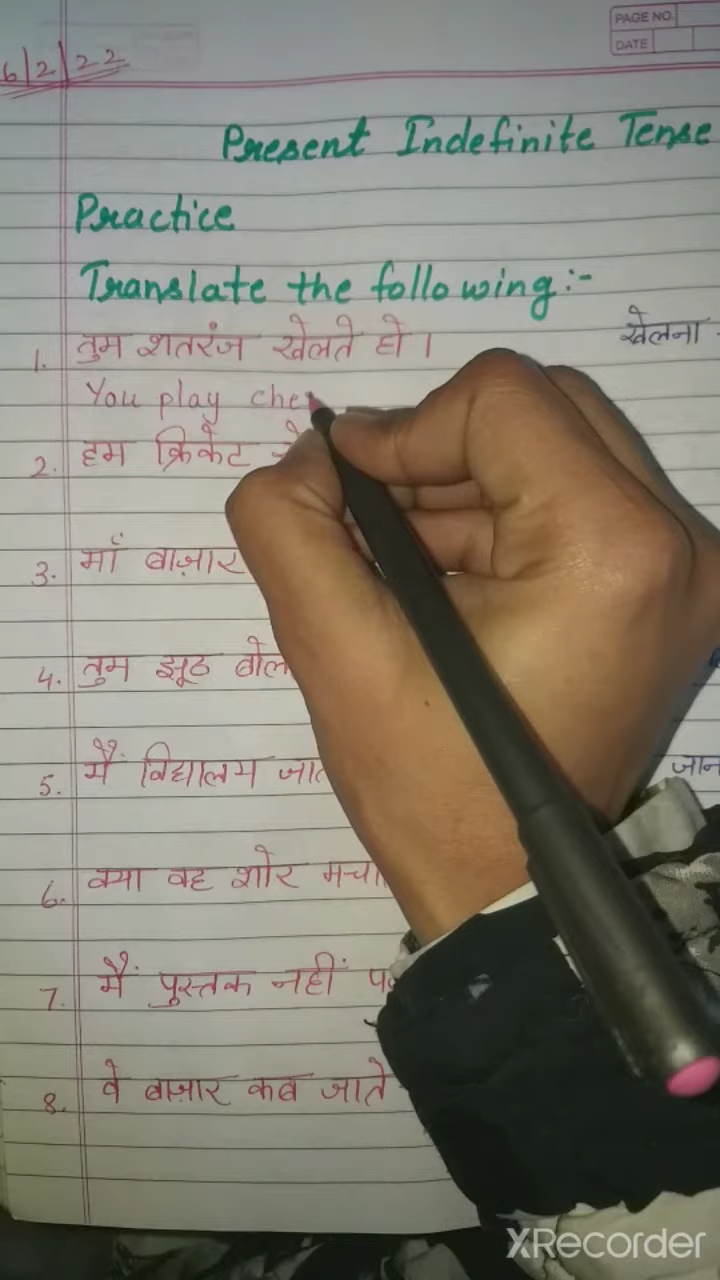 PAGE NO.
DATE
6/2/22
Present Indefinite Tense
Practice
Translate the following:-
1. तुम शतरंज खेलते हो। खेलना
You play che
2. हम क्रिकेट
3. माँ बाज़ार
4. तुम झूठ बोल
5. मैं विद्यालय जात जान
6. क्या वह शोर मचा
7. मैं पुस्तक नहीं
8. वे बाज़ार कब जाते
XRecorder